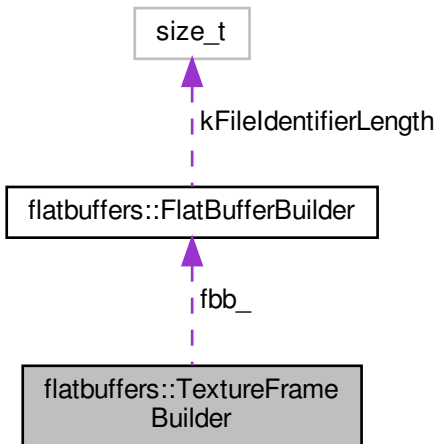 size_t
kFileIdentifierLength
flatbuffers::FlatBufferBuilder
fbb_
flatbuffers::TextureFrame
Builder